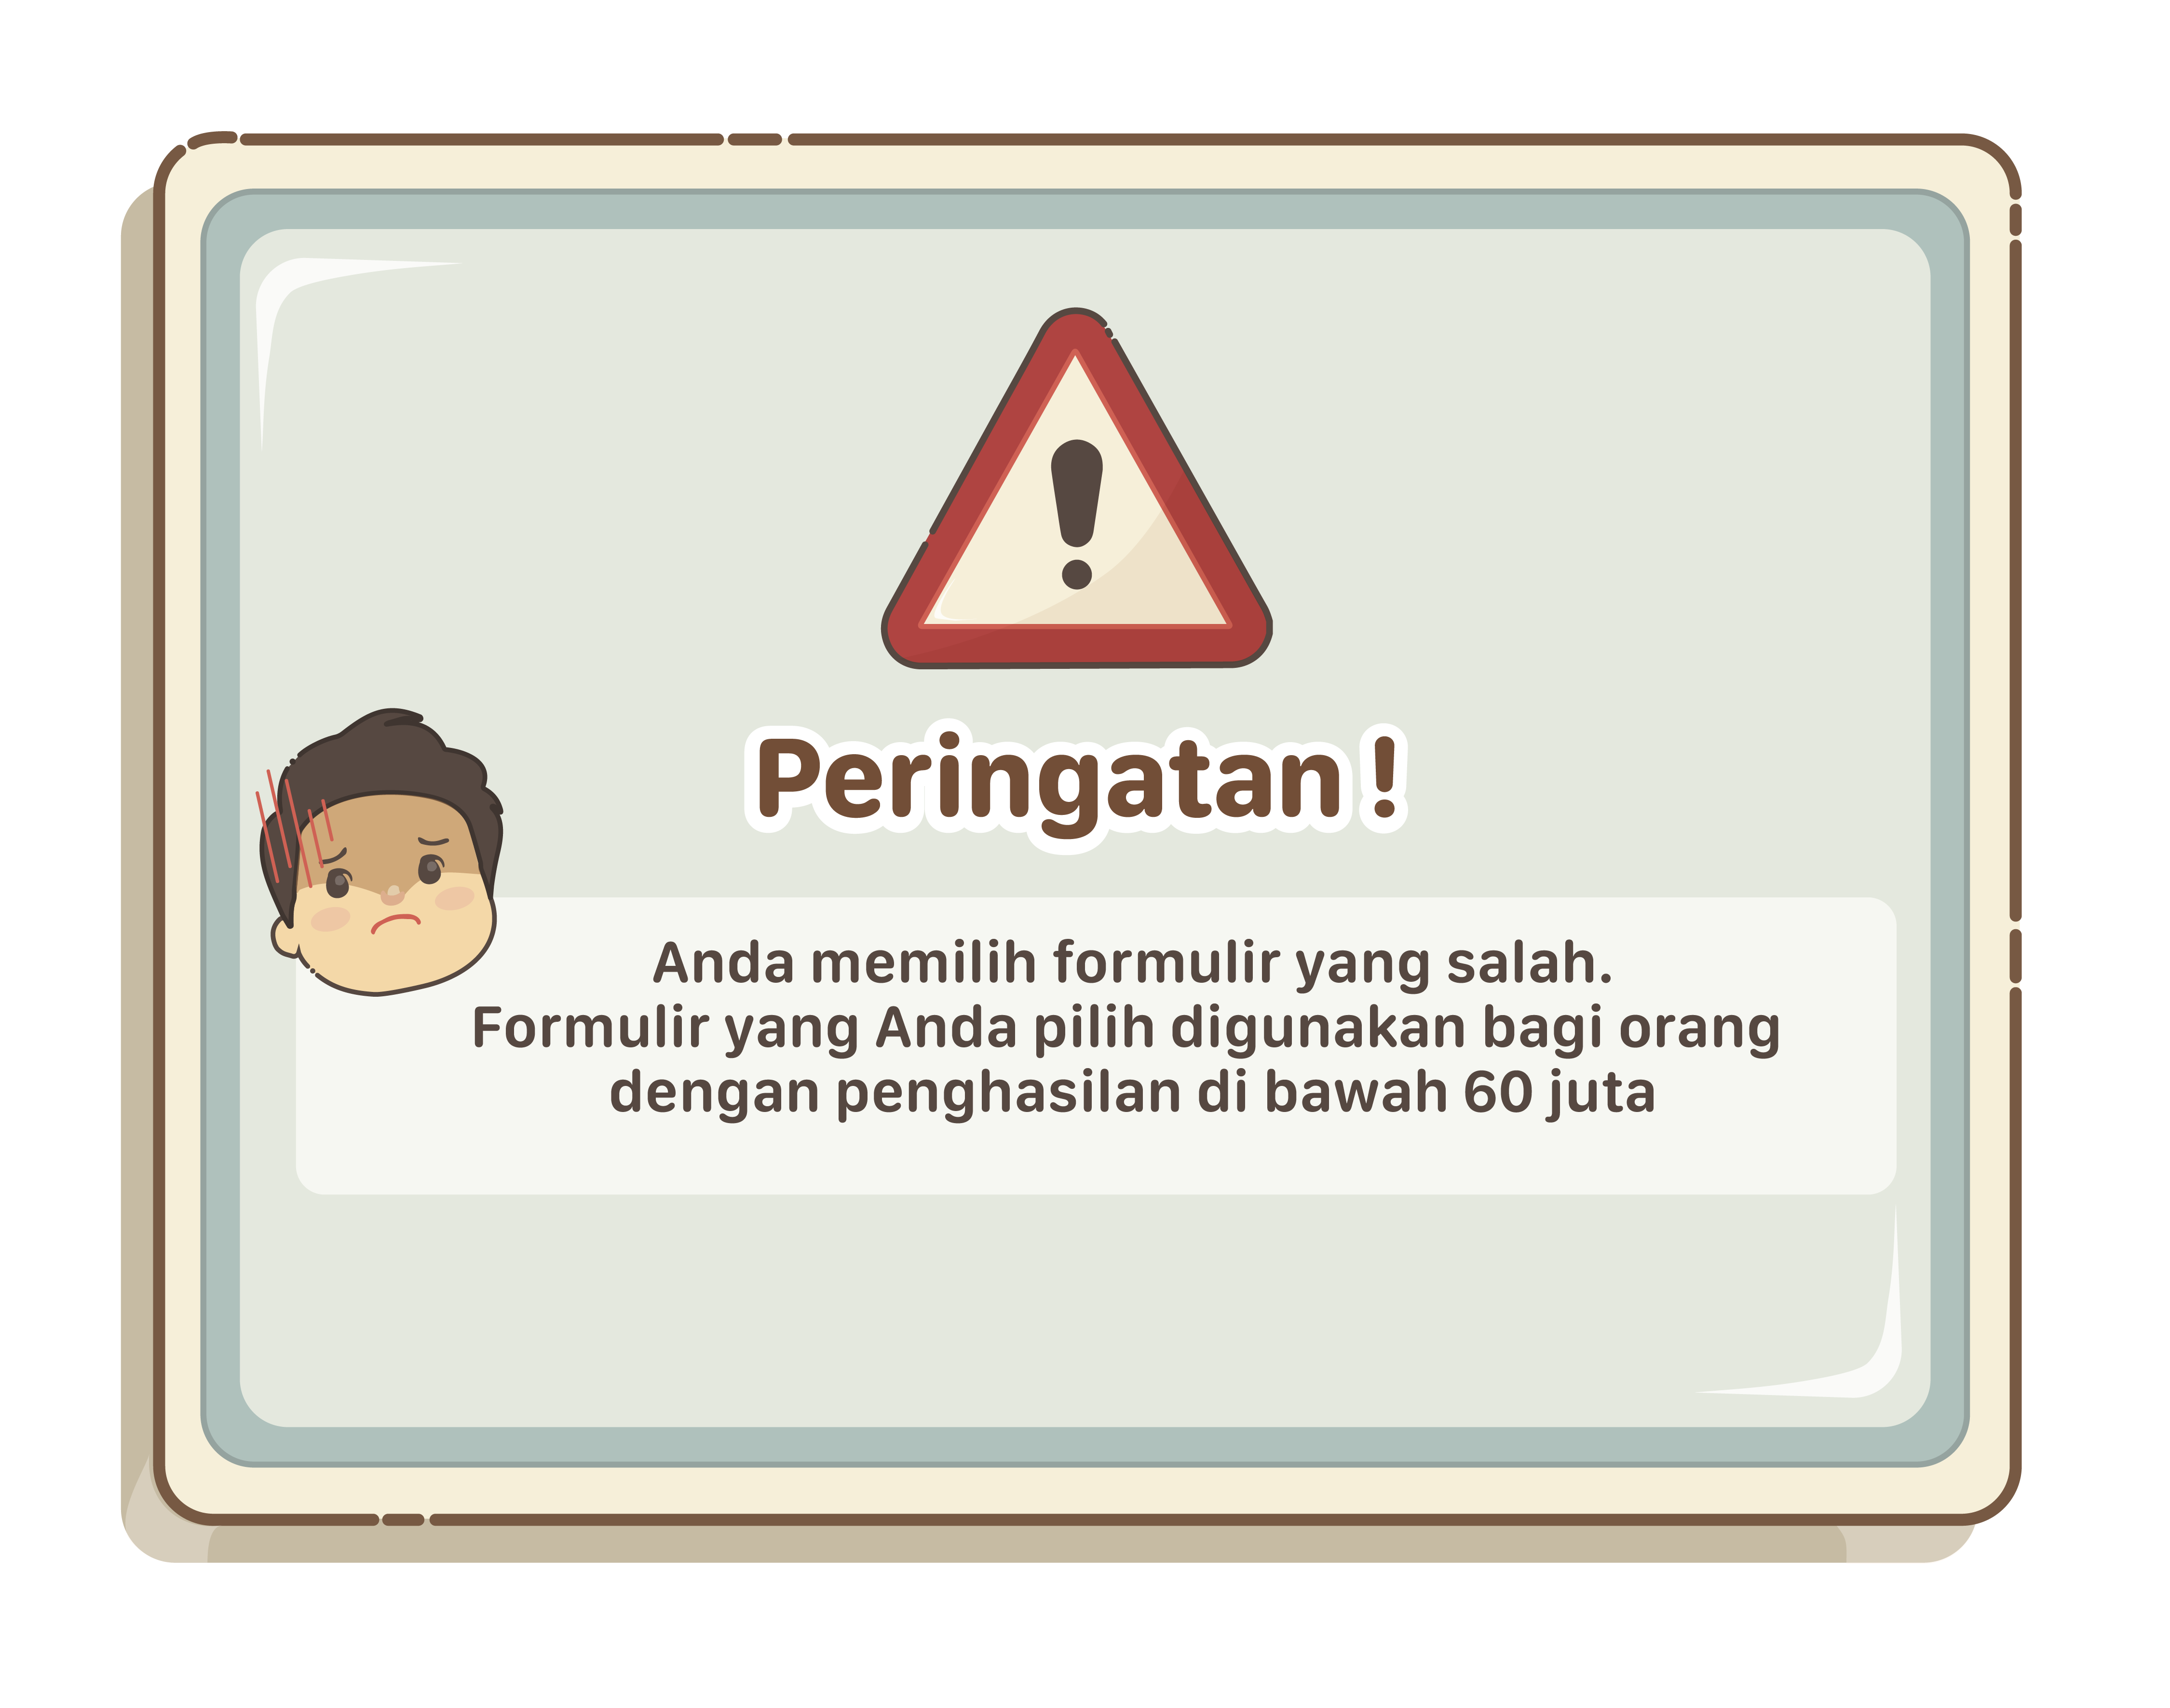 Peringatan !
Anda memilih formulir yang salah.
Formulir yang Anda pilih digunakan bagi orang
dengan penghasilan di bawah 60 juta